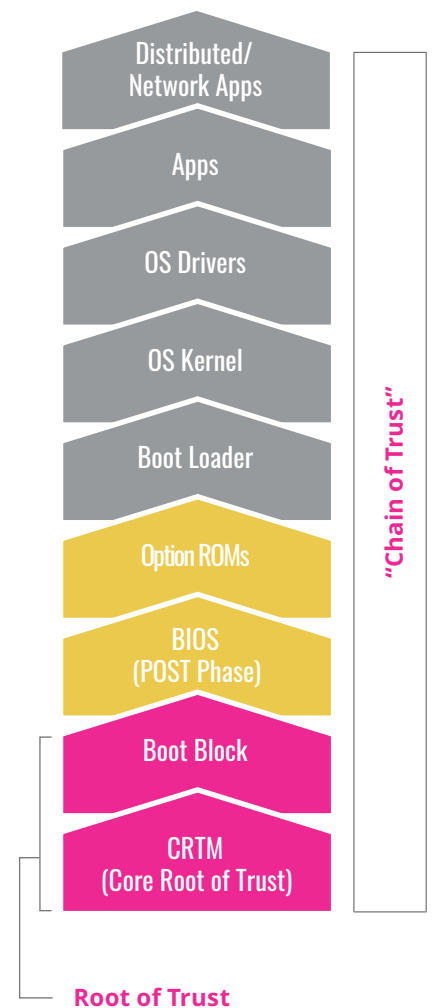 Distributed/
Network Apps
Apps
OS Drivers
OS Kernel
Boot Loader
Option ROMs
BIOS
(POST Phase)
Boot Block
CRTM
(Core Root of Trust)
Root of Trust
“Chain of Trust”